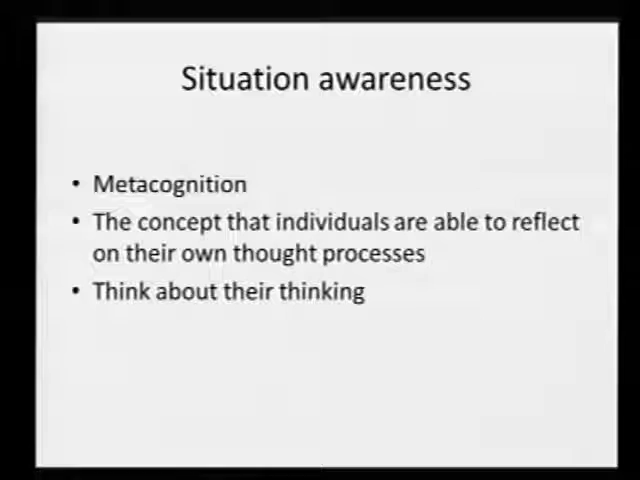 Situation awareness
• Metacognition
• The concept that individuals are able to reflect
on their own thought processes
• Think about their thinking